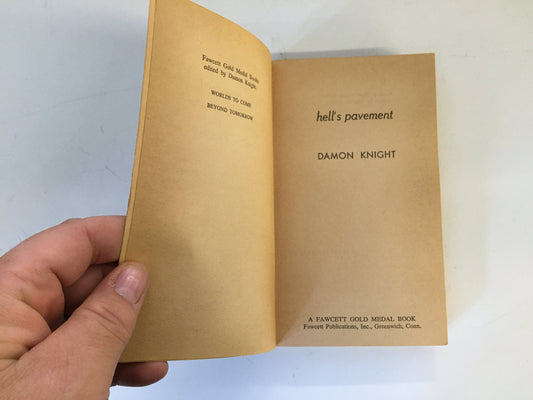 Fawcett Gold Medal Books
edited by Damon Knight:
WORLDS TO COME
BEYOND TOMORROW
hell's pavement
DAMON KNIGHT
A FAWCETT GOLD MEDAL BOOK
Fawcett Publications, Inc., Greenwich, Conn.